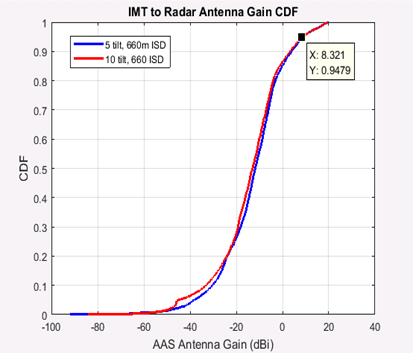 IMT to Radar Antenna Gain CDF
1
0.9
0.8
0.7
0.6
0.5
0.4
0.3
0.2
0.1
0
CDF
5 tilt, 660m ISD
10 tilt, 660 ISD
X: 8.321
Y: 0.9479
-100 -80 -60 -40 -20 0 20 40
AAS Antenna Gain (dBi)